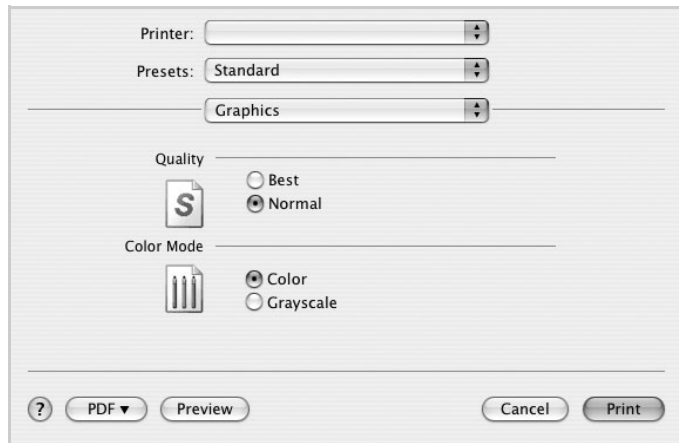 Printer:
Presets: Standard
Graphics
Quality
Best
S
Normal
Color Mode
Color
Grayscale
? PDF▼ Preview Cancel Print